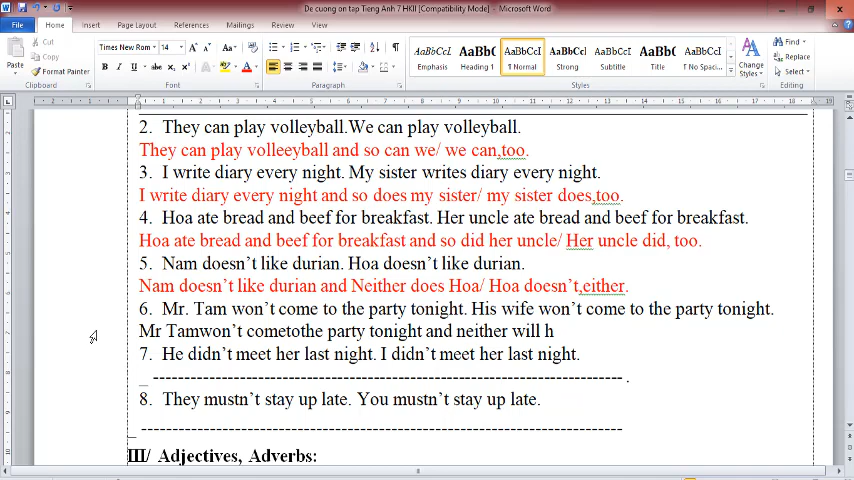 De cuong on tap Tieng Anh 7 HKII [Compatibility Mode] - Microsoft Word
File Home Insert Page Layout References Mailings Review View
Cut
Copy
Format Painter
Paste
Clipboard
Times New Rom 14
Font
Paragraph
AaBbCcI AaBbC AaBbCcI AaBbCcI AaBbCcI AaBbC AaBbCcI
Emphasis Heading 1 ¶ Normal Strong Subtitle Title ¶ No Spaci...
Styles
Change Styles
Find
Replace
Select
Editing
2. They can play volleyball.We can play volleyball.
They can play volleeyball and so can we/ we can,too.
3. I write diary every night. My sister writes diary every night.
I write diary every night and so does my sister/ my sister does,too.
4. Hoa ate bread and beef for breakfast. Her uncle ate bread and beef for breakfast.
Hoa ate bread and beef for breakfast and so did her uncle/ Her uncle did, too.
5. Nam doesn’t like durian. Hoa doesn’t like durian.
Nam doesn’t like durian and Neither does Hoa/ Hoa doesn’t,either.
6. Mr. Tam won’t come to the party tonight. His wife won’t come to the party tonight.
Mr Tamwon’t cometothe party tonight and neither will h
7. He didn’t meet her last night. I didn’t meet her last night.
8. They mustn’t stay up late. You mustn’t stay up late.
III/ Adjectives, Adverbs: